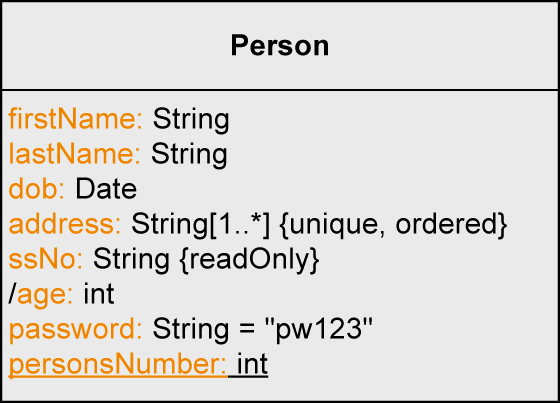 Person
firstName: String
lastName: String
dob: Date
address: String[1..*] {unique, ordered}
ssNo: String {readOnly}
/age: int
password: String = "pw123"
personsNumber: int